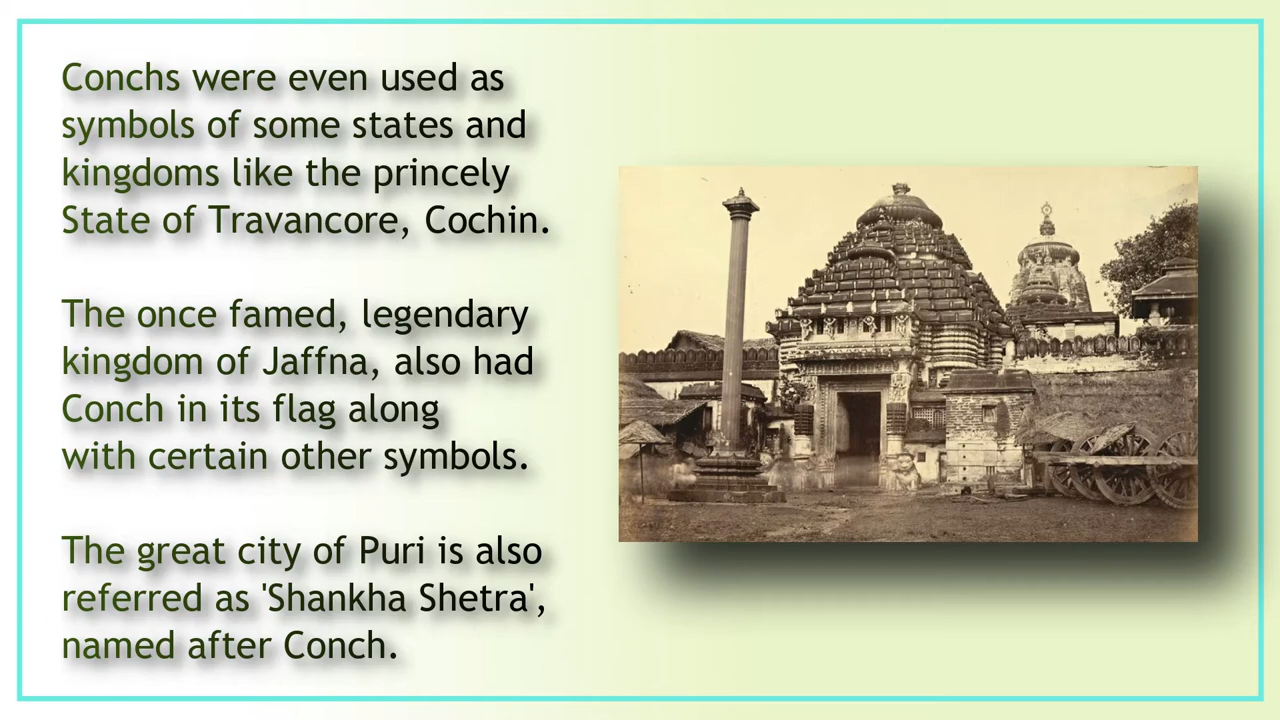 Conchs were even used as
symbols of some states and
kingdoms like the princely
State of Travancore, Cochin.
The once famed, legendary
kingdom of Jaffna, also had
Conch in its flag along
with certain other symbols.
The great city of Puri is also
referred as 'Shankha Shetra',
named after Conch.